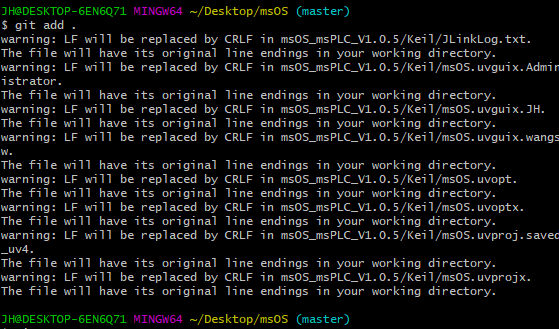 JH@DESKTOP-6EN6Q71 MINGW64 ~/Desktop/msOS (master)
$ git add .
warning: LF will be replaced by CRLF in msOS_msPLC_V1.0.5/Keil/JLinkLog.txt.
The file will have its original line endings in your working directory.
warning: LF will be replaced by CRLF in msOS_msPLC_V1.0.5/Keil/msOS.uvguix.Admin
istrator.
The file will have its original line endings in your working directory.
warning: LF will be replaced by CRLF in msOS_msPLC_V1.0.5/Keil/msOS.uvguix.JH.
The file will have its original line endings in your working directory.
warning: LF will be replaced by CRLF in msOS_msPLC_V1.0.5/Keil/msOS.uvguix.wangs
w.
The file will have its original line endings in your working directory.
warning: LF will be replaced by CRLF in msOS_msPLC_V1.0.5/Keil/msOS.uvopt.
The file will have its original line endings in your working directory.
warning: LF will be replaced by CRLF in msOS_msPLC_V1.0.5/Keil/msOS.uvoptx.
The file will have its original line endings in your working directory.
warning: LF will be replaced by CRLF in msOS_msPLC_V1.0.5/Keil/msOS.uvproj.saved
_uv4.
The file will have its original line endings in your working directory.
warning: LF will be replaced by CRLF in msOS_msPLC_V1.0.5/Keil/msOS.uvprojx.
The file will have its original line endings in your working directory.
JH@DESKTOP-6EN6Q71 MINGW64 ~/Desktop/msOS (master)